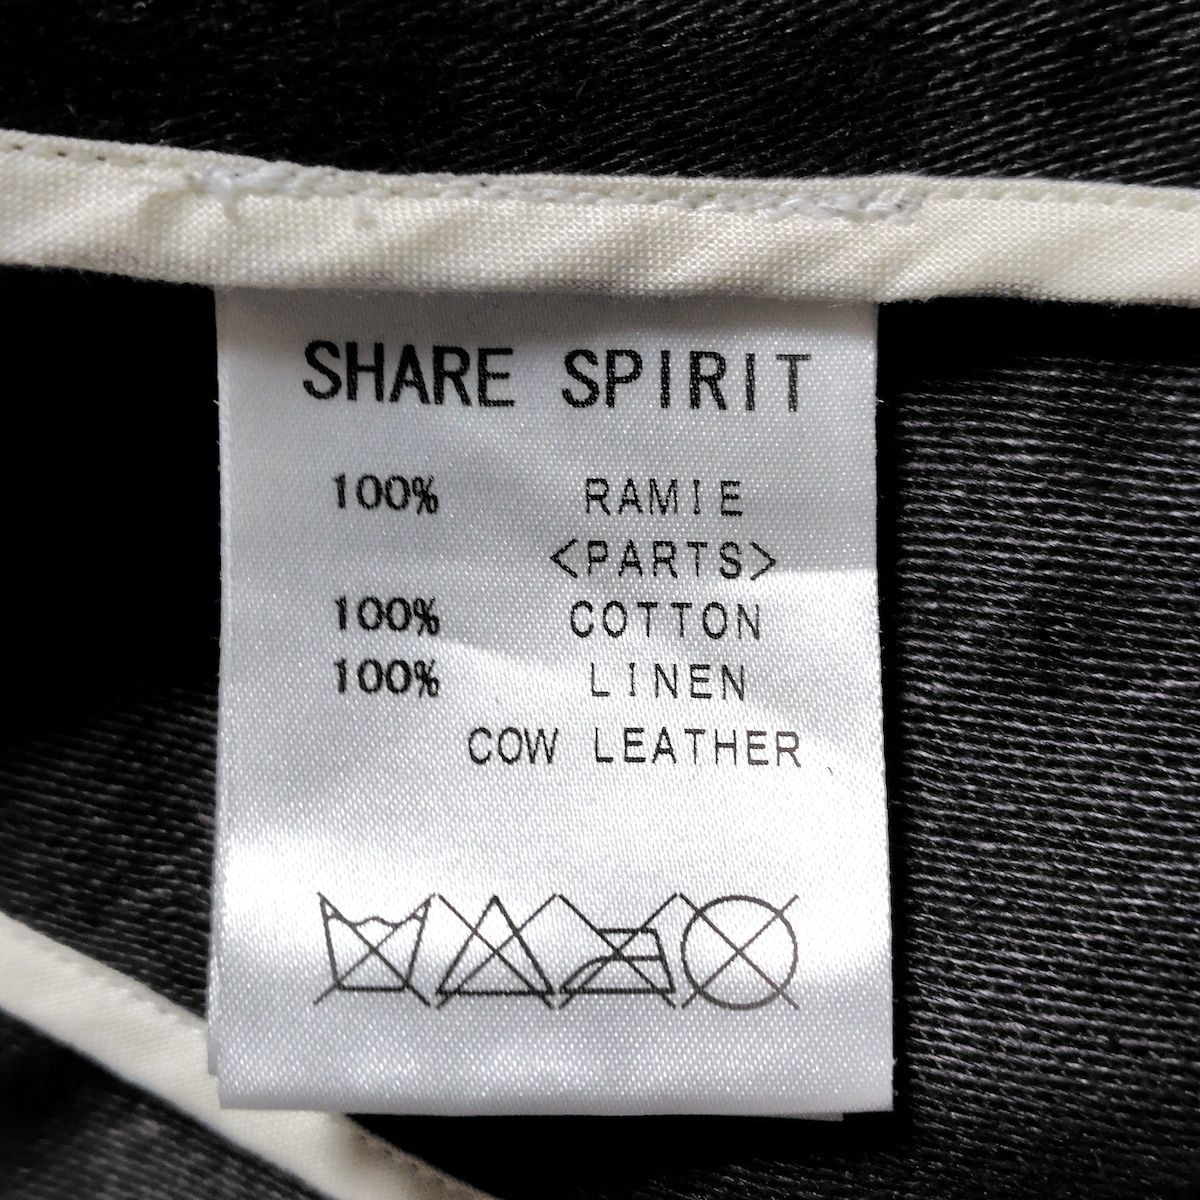 SHARE SPIRIT
100% RAMIE
<PARTS>
100% COTTON
100% LINEN
COW LEATHER